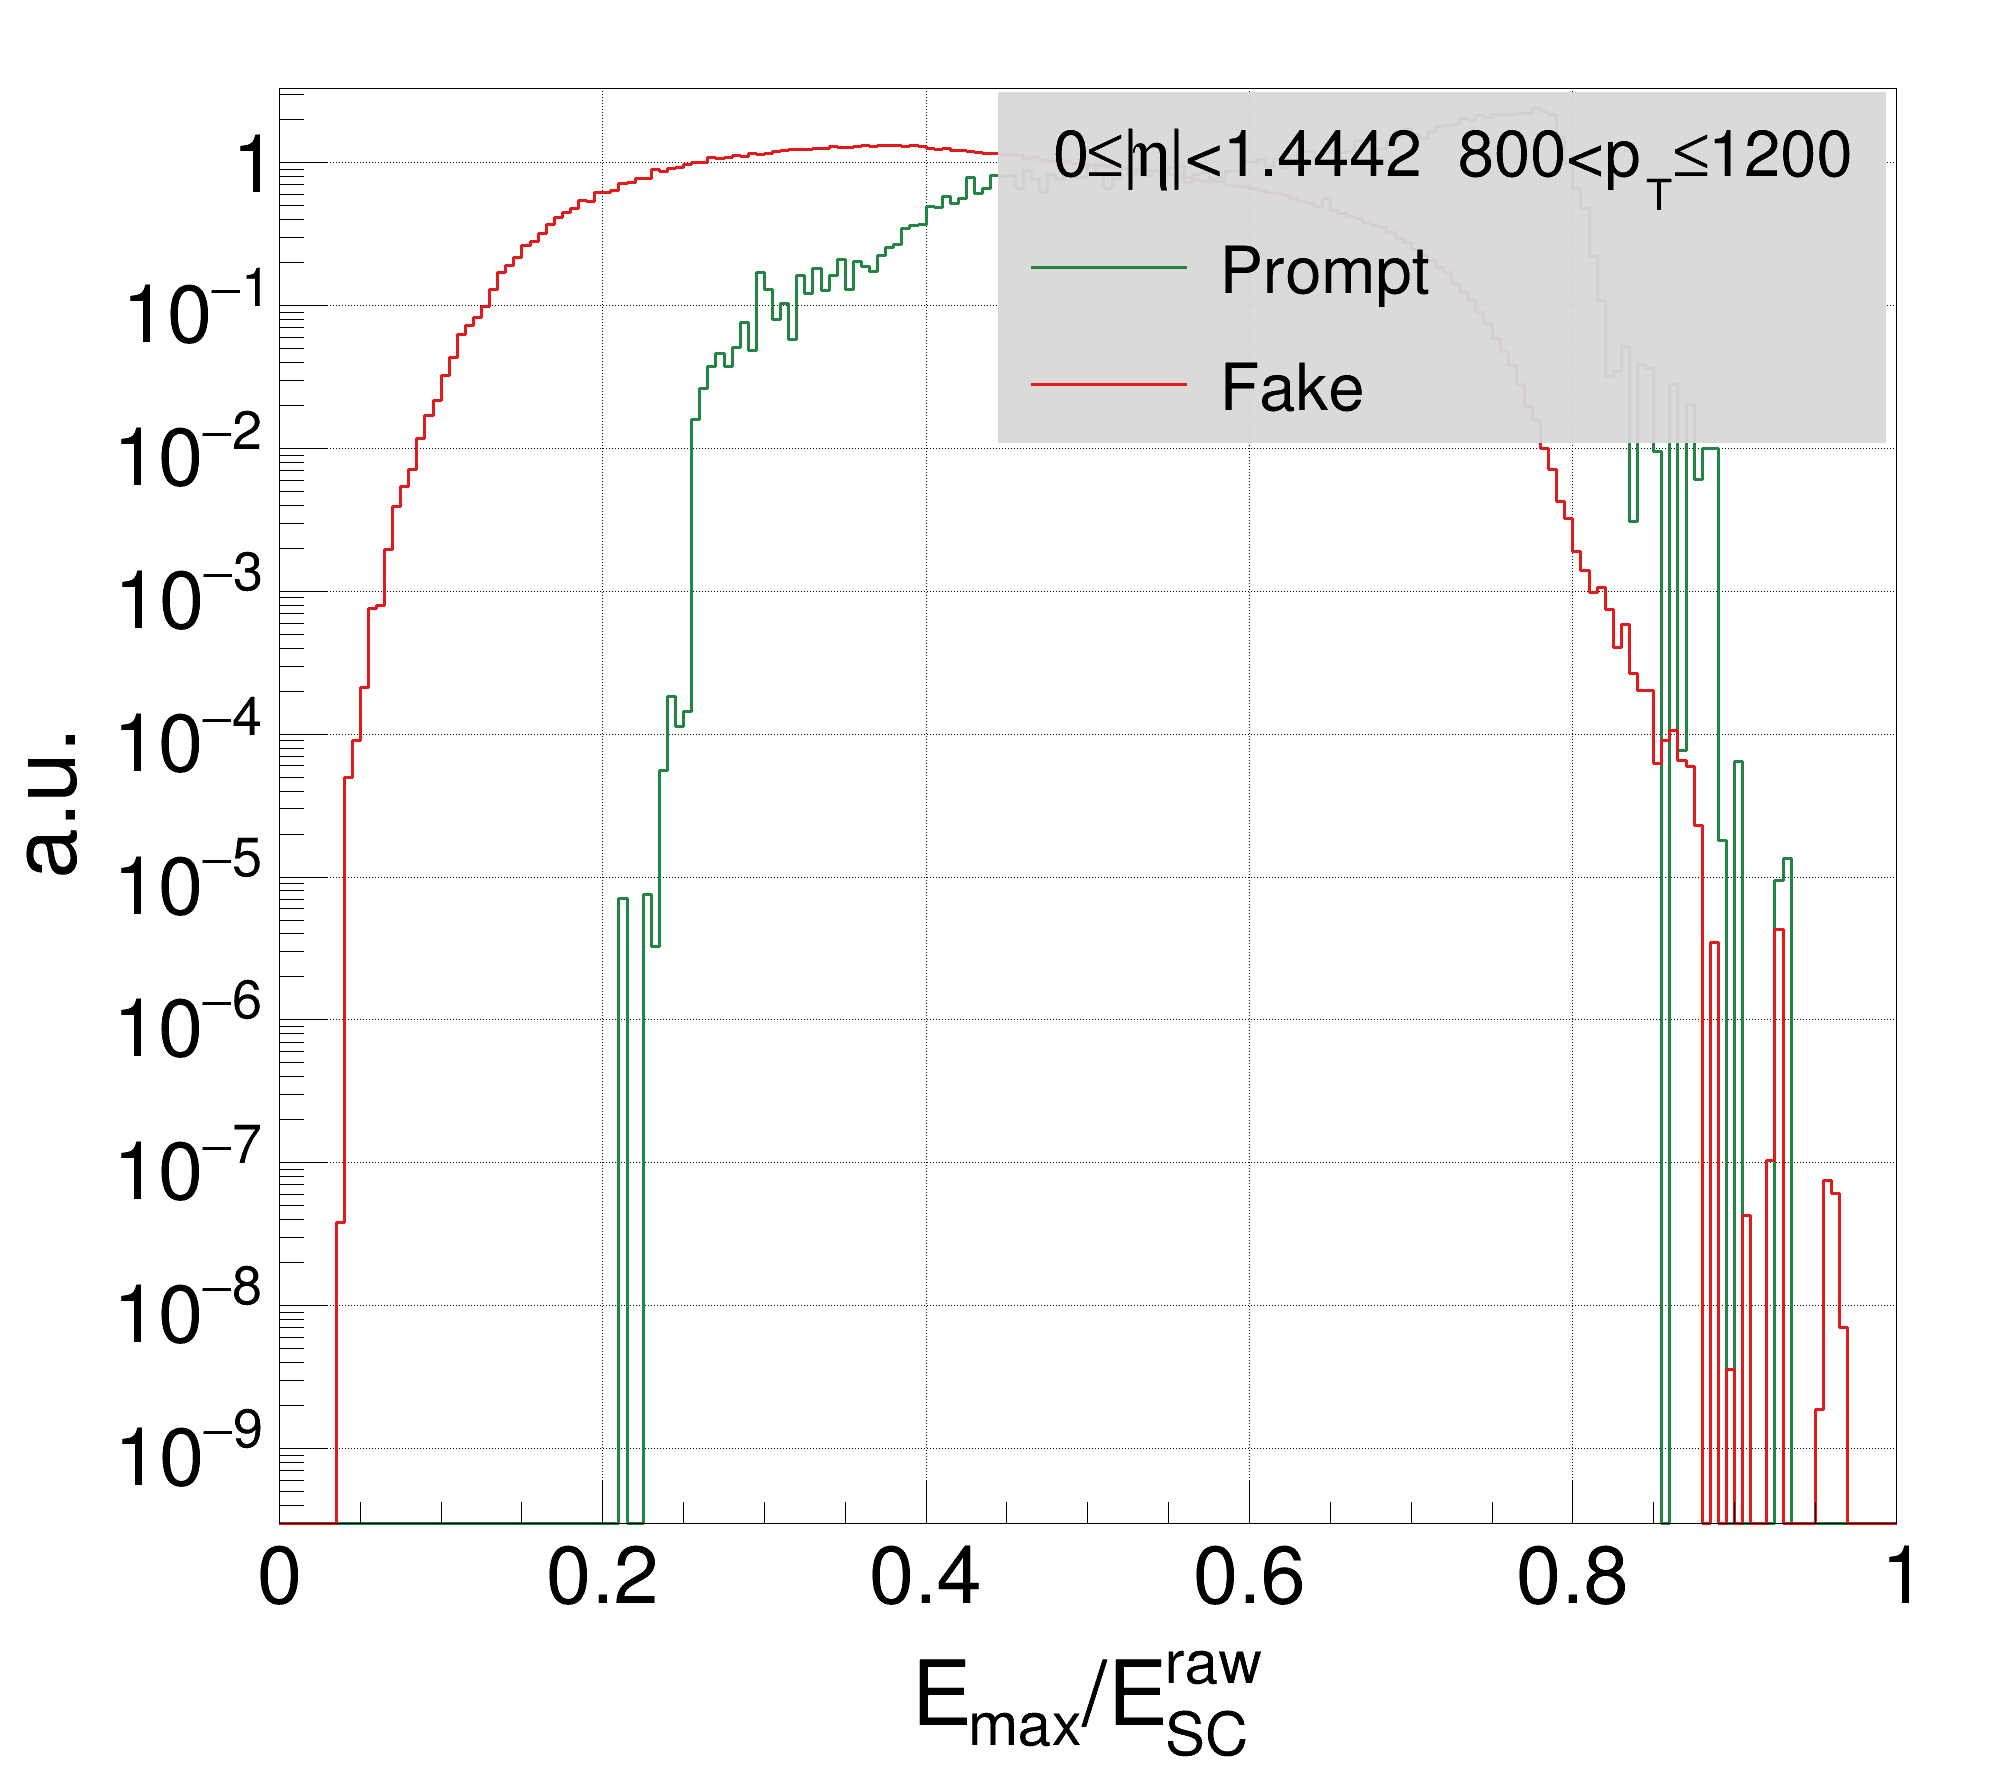 0≤|η|<1.4442 800<p_T≤1200
Prompt
Fake
1
10⁻¹
10⁻²
10⁻³
10⁻⁴
10⁻⁵
10⁻⁶
10⁻⁷
10⁻⁸
10⁻⁹
a.u.
0 0.2 0.4 0.6 0.8 1
E_max/E_SC^raw